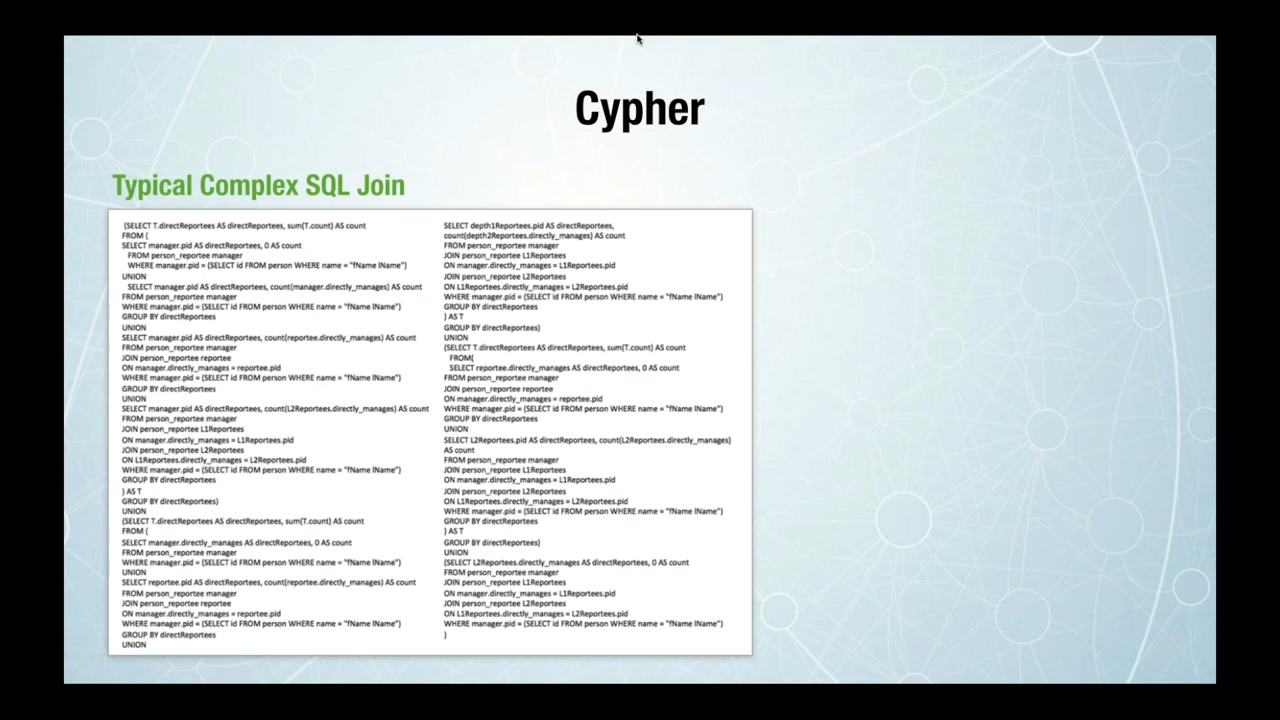 Cypher
Typical Complex SQL Join
(SELECT T.directReportees AS directReportees, sum(T.count) AS count
FROM (
SELECT manager.pid AS directReportees, 0 AS count
FROM person_reportee manager
WHERE manager.pid = (SELECT id FROM person WHERE name = "fName lName")
UNION
SELECT manager.pid AS directReportees, count(manager.directly_manages) AS count
FROM person_reportee manager
WHERE manager.pid = (SELECT id FROM person WHERE name = "fName lName")
GROUP BY directReportees
UNION
SELECT manager.pid AS directReportees, count(reportee.directly_manages) AS count
FROM person_reportee manager
JOIN person_reportee reportee
ON manager.directly_manages = reportee.pid
WHERE manager.pid = (SELECT id FROM person WHERE name = "fName lName")
GROUP BY directReportees
UNION
SELECT manager.pid AS directReportees, count(L2Reportees.directly_manages) AS count
FROM person_reportee manager
JOIN person_reportee L1Reportees
ON manager.directly_manages = L1Reportees.pid
JOIN person_reportee L2Reportees
ON L1Reportees.directly_manages = L2Reportees.pid
WHERE manager.pid = (SELECT id FROM person WHERE name = "fName lName")
GROUP BY directReportees
) AS T
GROUP BY directReportees)
UNION
(SELECT T.directReportees AS directReportees, sum(T.count) AS count
FROM (
SELECT manager.directly_manages AS directReportees, 0 AS count
FROM person_reportee manager
WHERE manager.pid = (SELECT id FROM person WHERE name = "fName lName")
UNION
SELECT reportee.pid AS directReportees, count(reportee.directly_manages) AS count
FROM person_reportee manager
JOIN person_reportee reportee
ON manager.directly_manages = reportee.pid
WHERE manager.pid = (SELECT id FROM person WHERE name = "fName lName")
GROUP BY directReportees
UNION
SELECT depth1Reportees.pid AS directReportees,
count(depth2Reportees.directly_manages) AS count
FROM person_reportee manager
JOIN person_reportee L1Reportees
ON manager.directly_manages = L1Reportees.pid
JOIN person_reportee L2Reportees
ON L1Reportees.directly_manages = L2Reportees.pid
WHERE manager.pid = (SELECT id FROM person WHERE name = "fName lName")
GROUP BY directReportees
) AS T
GROUP BY directReportees)
UNION
(SELECT T.directReportees AS directReportees, sum(T.count) AS count
FROM(
SELECT reportee.directly_manages AS directReportees, 0 AS count
FROM person_reportee manager
JOIN person_reportee reportee
ON manager.directly_manages = reportee.pid
WHERE manager.pid = (SELECT id FROM person WHERE name = "fName lName")
GROUP BY directReportees
UNION
SELECT L2Reportees.pid AS directReportees, count(L2Reportees.directly_manages)
AS count
FROM person_reportee manager
JOIN person_reportee L1Reportees
ON manager.directly_manages = L1Reportees.pid
JOIN person_reportee L2Reportees
ON L1Reportees.directly_manages = L2Reportees.pid
WHERE manager.pid = (SELECT id FROM person WHERE name = "fName lName")
GROUP BY directReportees
) AS T
GROUP BY directReportees)
UNION
(SELECT L2Reportees.directly_manages AS directReportees, 0 AS count
FROM person_reportee manager
JOIN person_reportee L1Reportees
ON manager.directly_manages = L1Reportees.pid
JOIN person_reportee L2Reportees
ON L1Reportees.directly_manages = L2Reportees.pid
WHERE manager.pid = (SELECT id FROM person WHERE name = "fName lName")
)